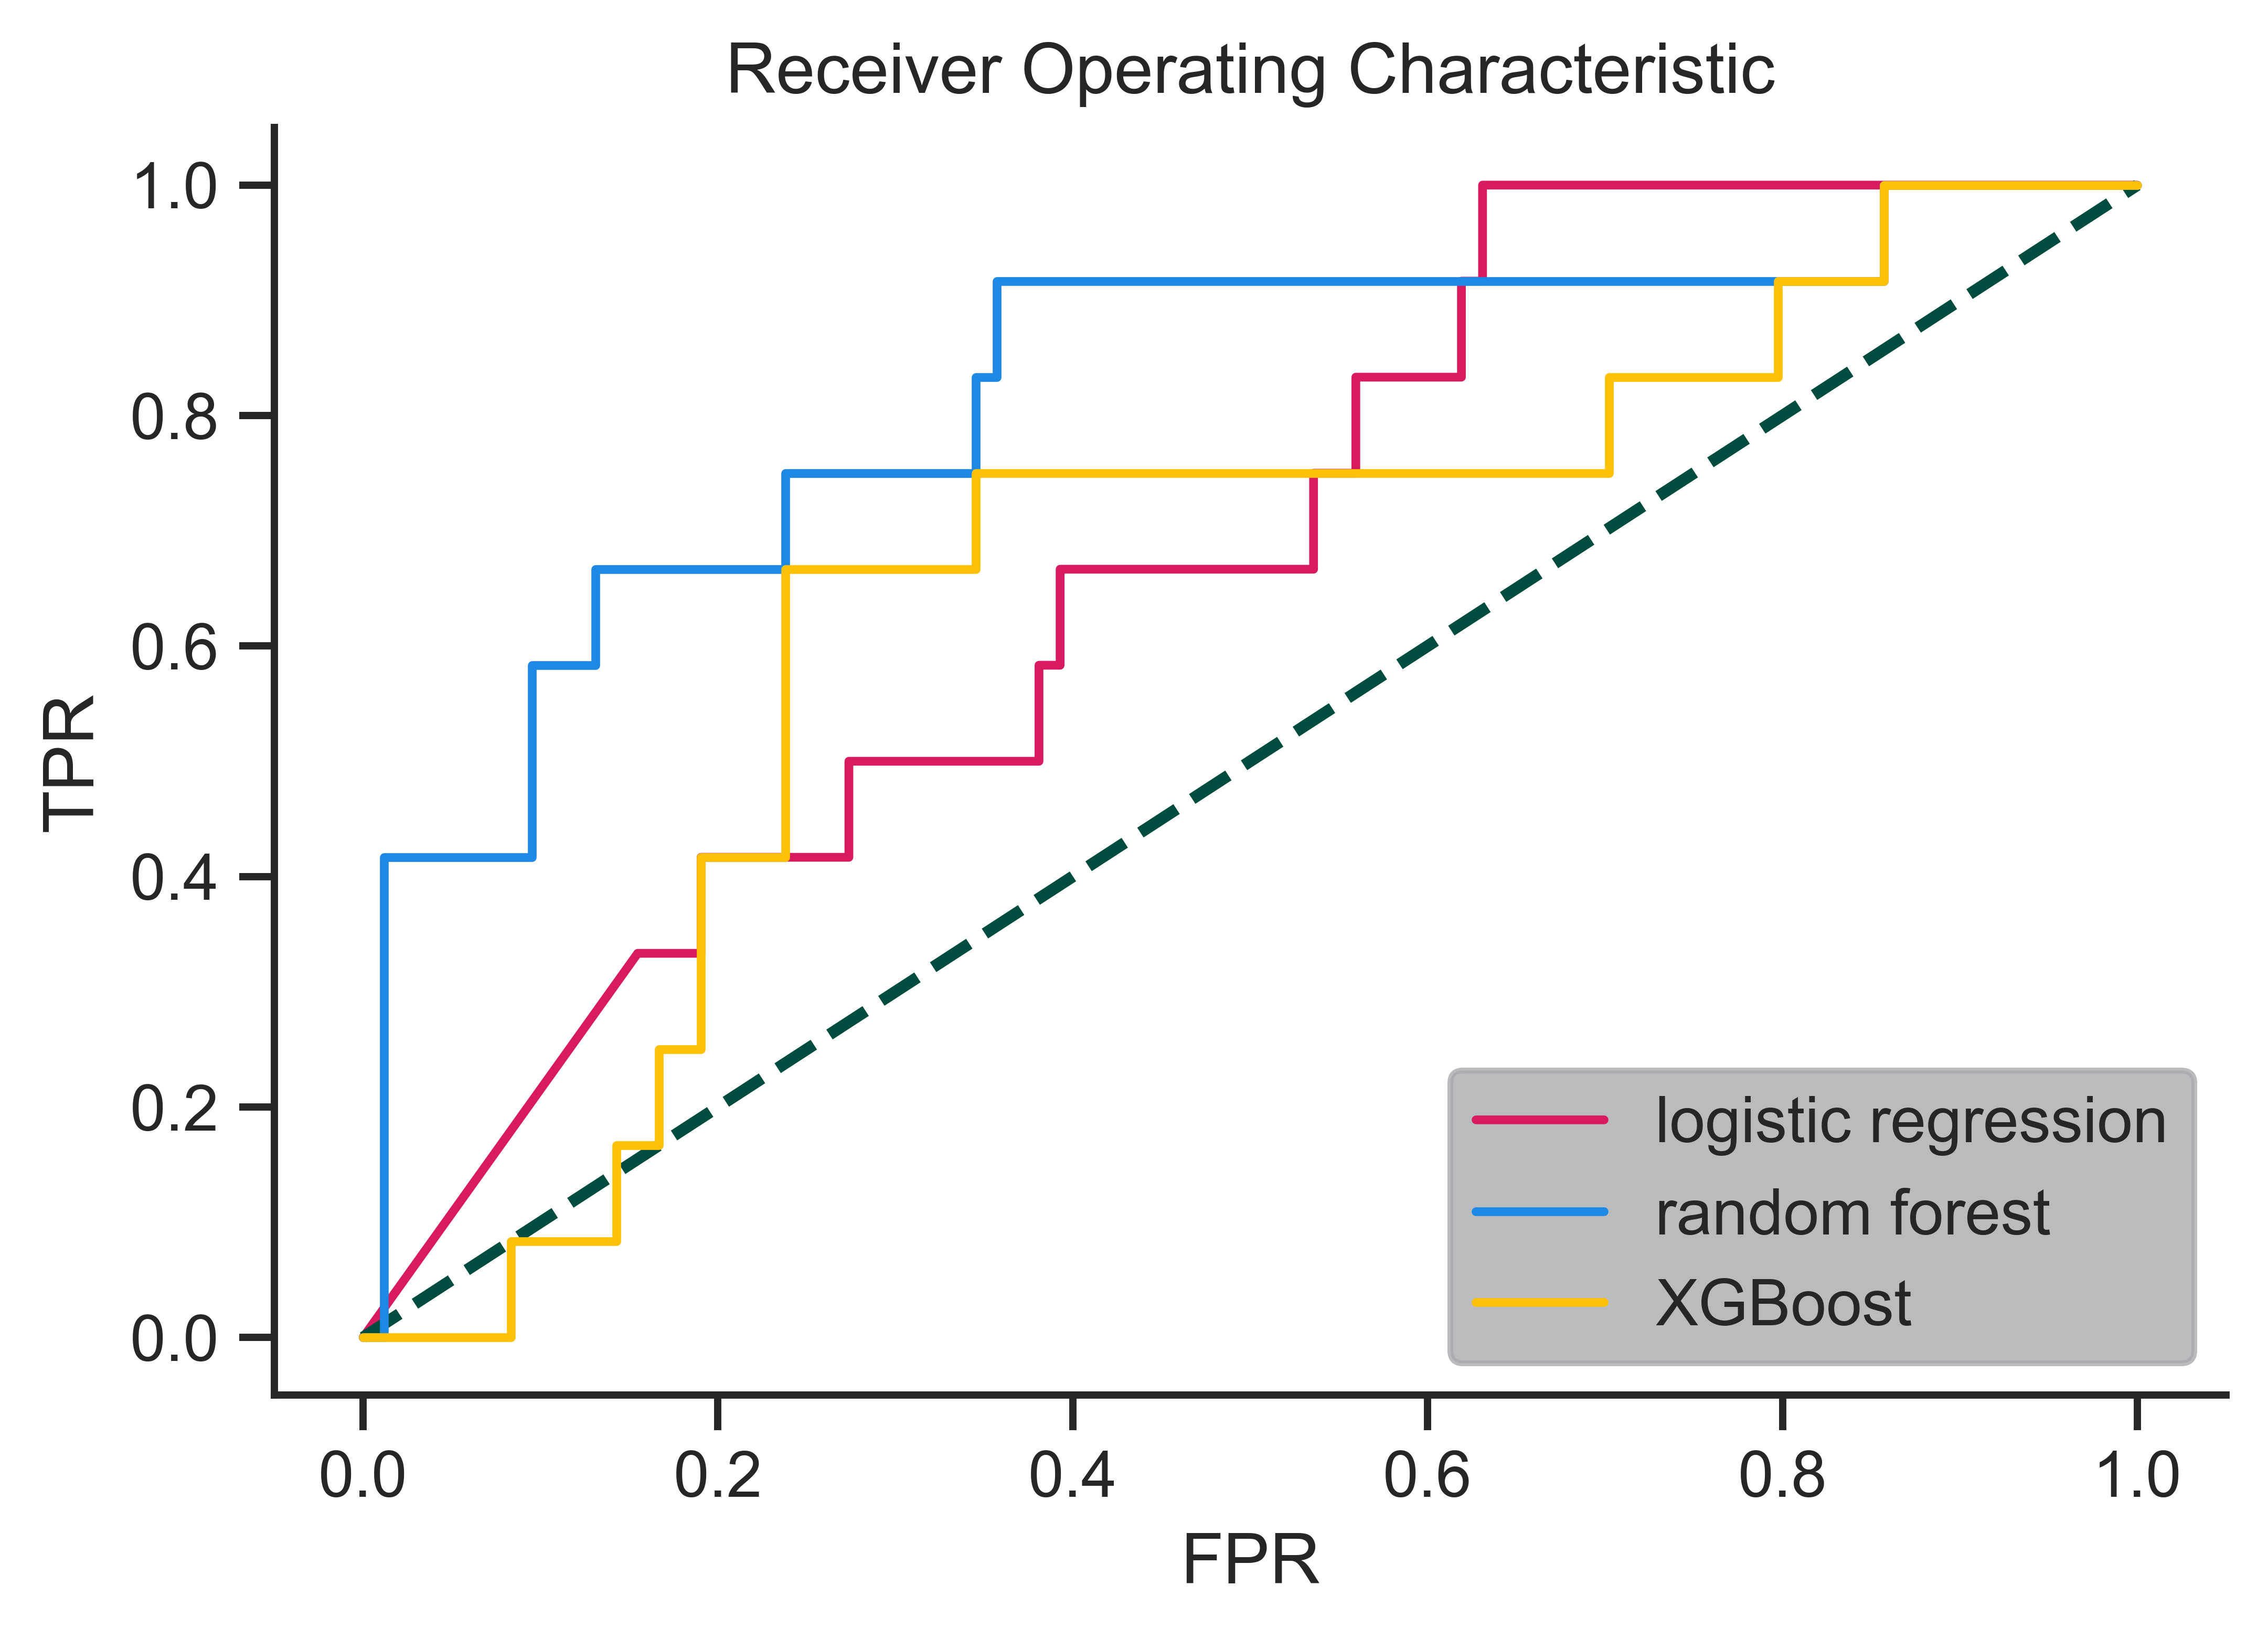 Receiver Operating Characteristic
1.0
0.8
0.6
0.4
0.2
0.0
TPR
logistic regression
random forest
XGBoost
0.0 0.2 0.4 0.6 0.8 1.0
FPR